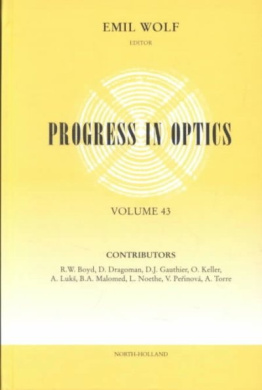 EMIL WOLF
EDITOR
PROGRESS IN OPTICS
VOLUME 43
CONTRIBUTORS
R.W. Boyd, D. Dragoman, D.J. Gauthier, O. Keller,
A. Lukš, B.A. Malomed, L. Noethe, V. Peřinová, A. Torre
NORTH-HOLLAND